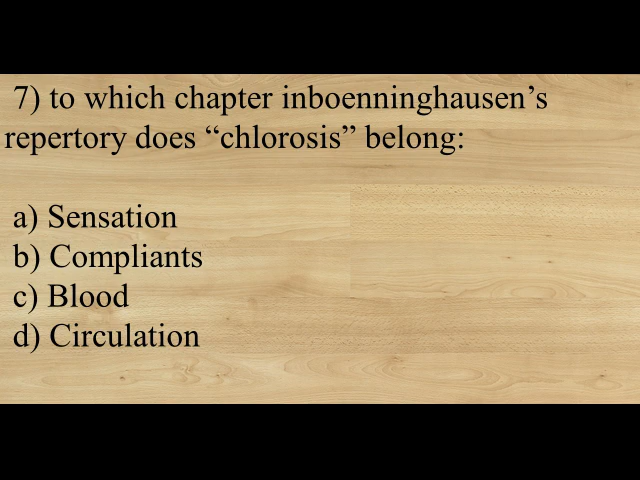 7) to which chapter inboenninghausen’s
repertory does “chlorosis” belong:
a) Sensation
b) Compliants
c) Blood
d) Circulation